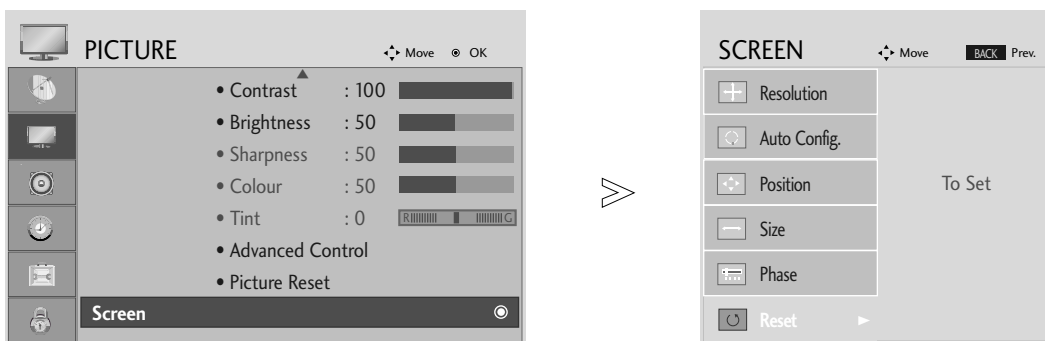 PICTURE Move OK
• Contrast : 100
• Brightness : 50
• Sharpness : 50
• Colour : 50
• Tint : 0 R G
• Advanced Control
• Picture Reset
Screen
SCREEN Move BACK Prev.
Resolution
Auto Config.
Position
To Set
Size
Phase
Reset